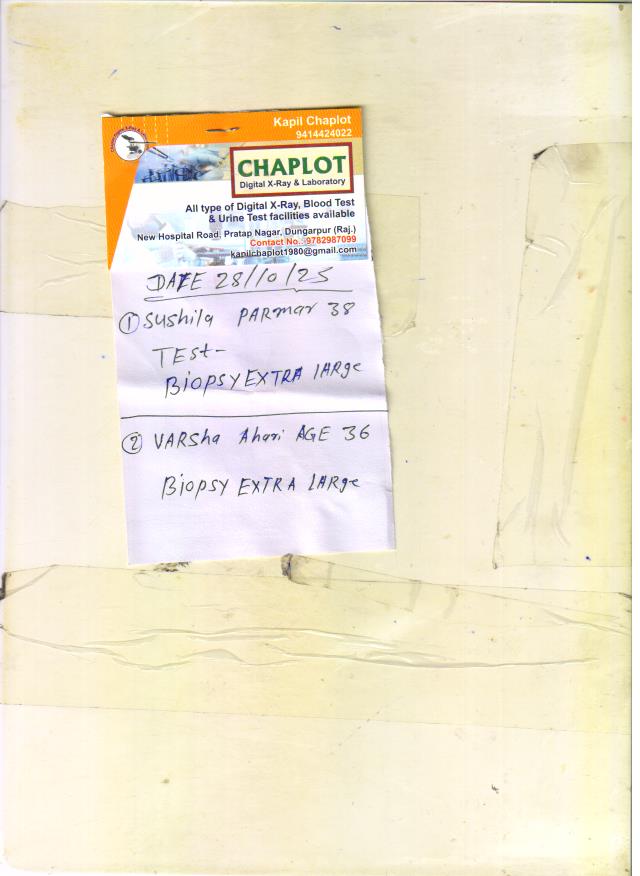 Kapil Chaplot
9414424022
CHAPLOT
Digital X-Ray & Laboratory
All type of Digital X-Ray, Blood Test
& Urine Test facilities available
New Hospital Road, Pratap Nagar, Dungarpur (Raj.)
Contact No.: 9782987099
kapilchaplot1980@gmail.com
DATE 28/10/25
① Sushila PARmar 38
TESt-
BiOPSY EXTRA lARge
② VARSha Ahari AGE 36
BiOPSY EXTRA lARge